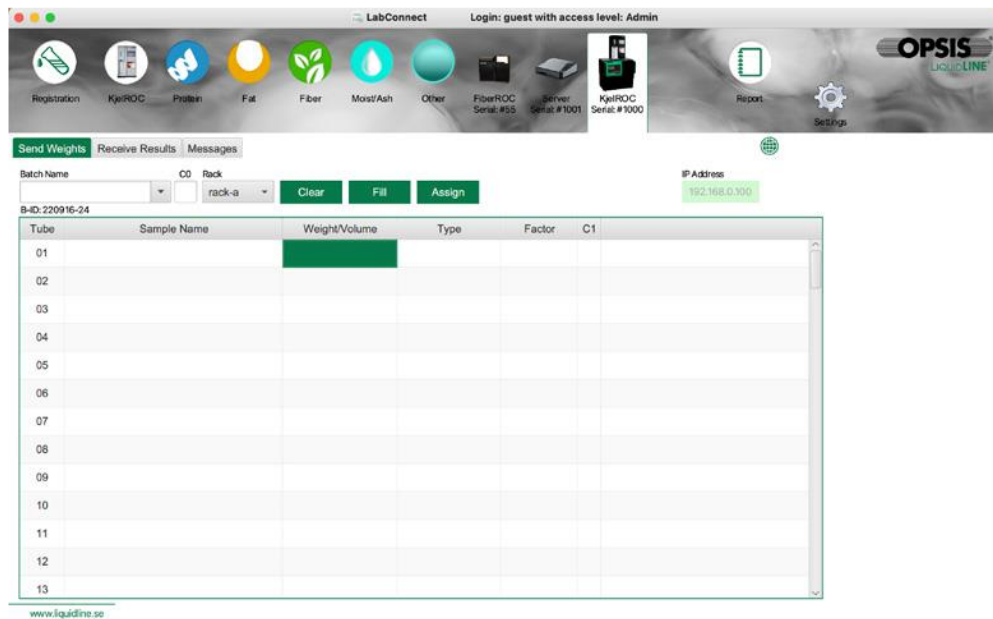 LabConnect Login: guest with access level: Admin
OPSIS
LIQUIDLINE
Registration KjelROC Protein Fat Fiber Moist/Ash Other FiberROC Server KjelROC Report
Serial: #55 Serial: #1001 Serial: #1000
Settings
Send Weights Receive Results Messages
Batch Name C0 Rack IP Address
rack-a Clear Fill Assign 192.168.0.100
B-ID: 220916-24
Tube Sample Name Weight/Volume Type Factor C1
01
02
03
04
05
06
07
08
09
10
11
12
13
www.liquidline.se